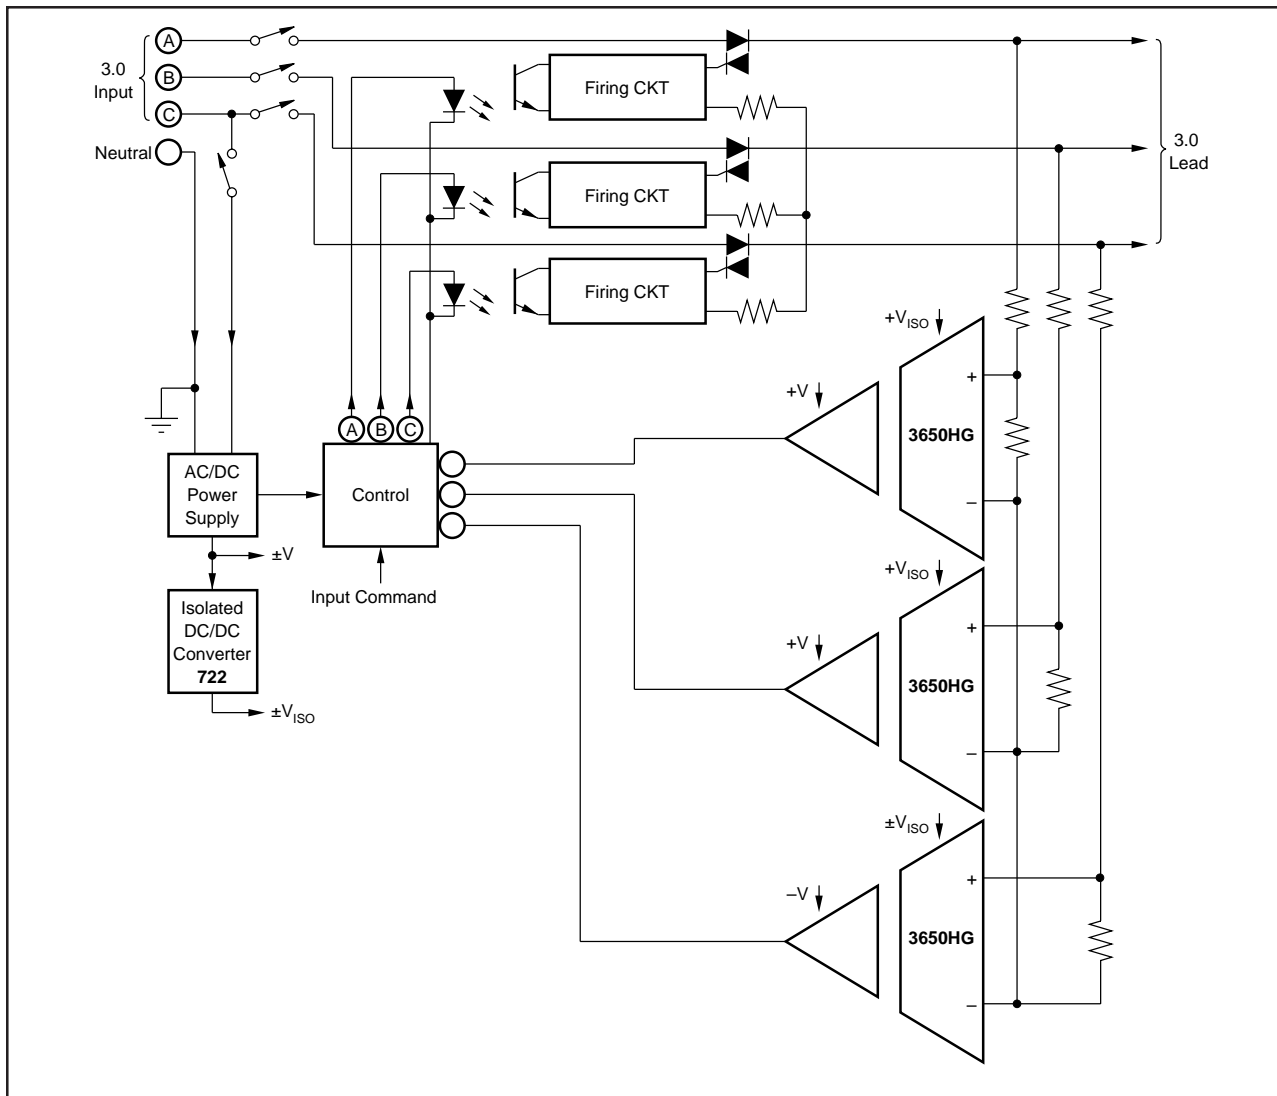 A
3.0
Input
B
C
Neutral
Firing CKT
Firing CKT
Firing CKT
3.0
Lead
+V_ISO
+
3650HG
–
+V
A B C
AC/DC
Power
Supply
Control
±V
Input Command
Isolated
DC/DC
Converter
722
±V_ISO
+V_ISO
+
+V
3650HG
–
±V_ISO
+
–V
3650HG
–